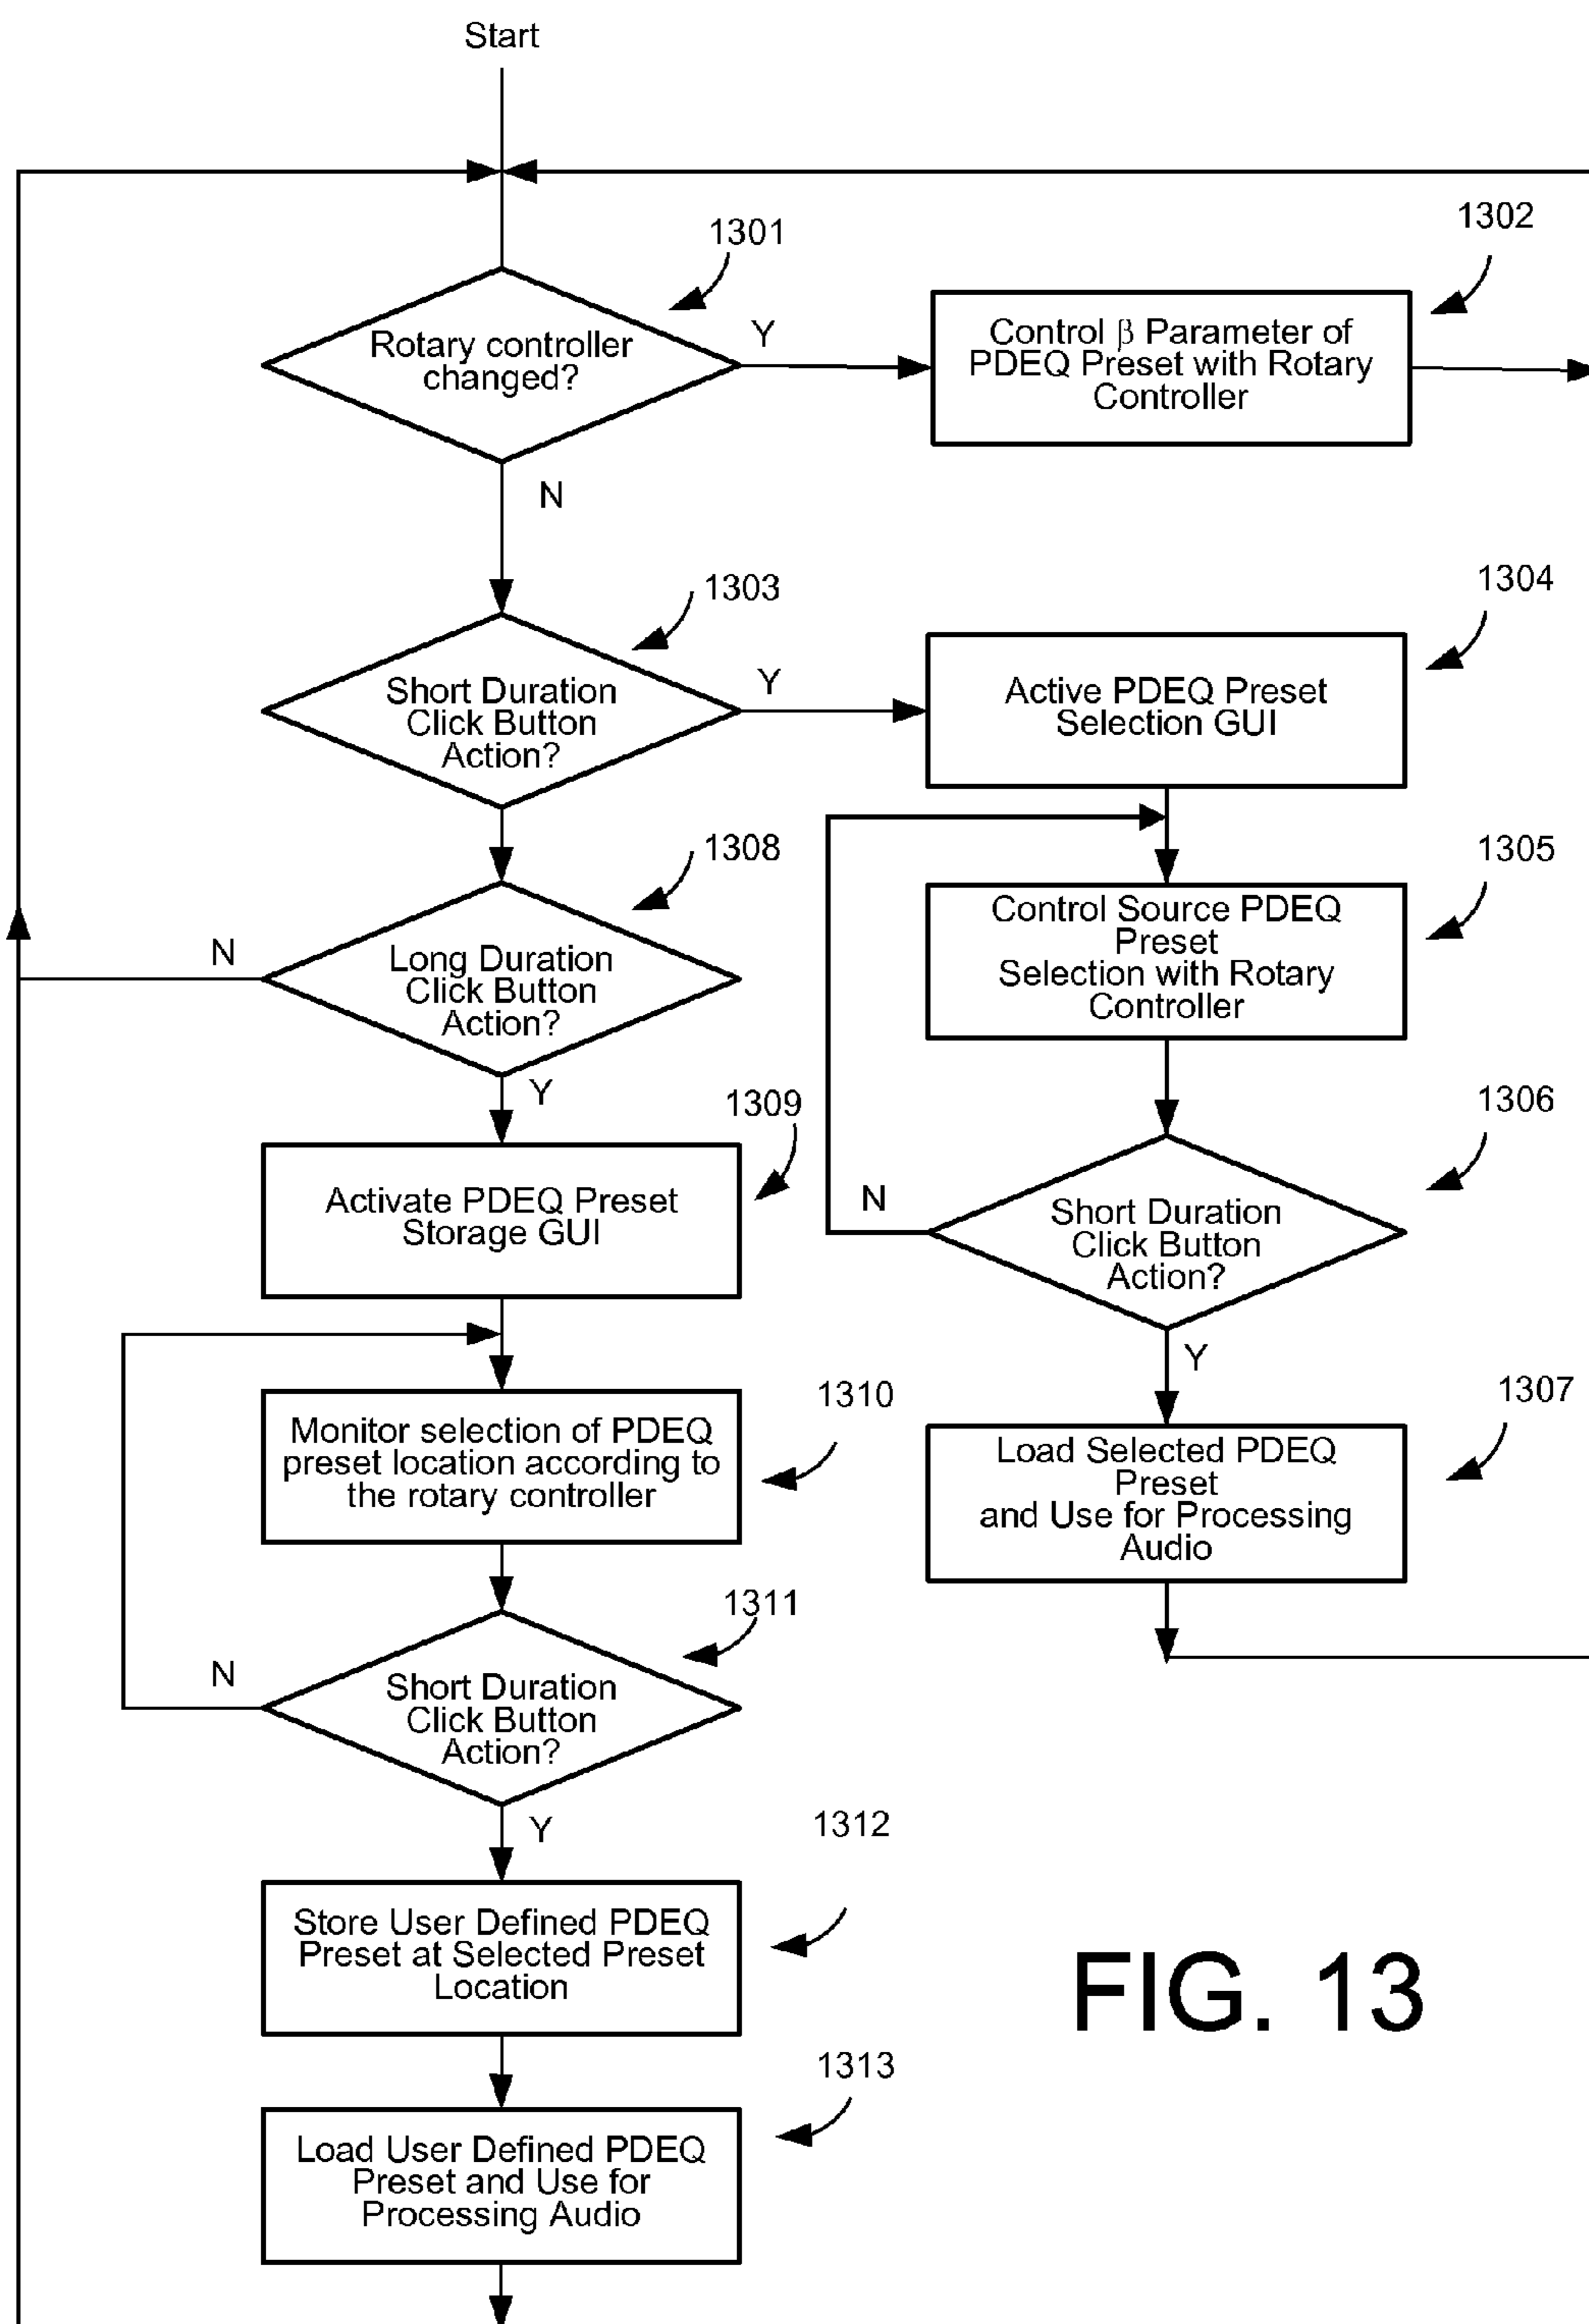 Start
1301
Rotary controller
changed?
Y
N
1302
Control β Parameter of
PDEQ Preset with Rotary
Controller
1303
Short Duration
Click Button
Action?
Y
1304
Active PDEQ Preset
Selection GUI
1308
Long Duration
Click Button
Action?
N
Y
1305
Control Source PDEQ
Preset
Selection with Rotary
Controller
1306
Short Duration
Click Button
Action?
N
Y
1307
Load Selected PDEQ
Preset
and Use for Processing
Audio
1309
Activate PDEQ Preset
Storage GUI
1310
Monitor selection of PDEQ
preset location according to
the rotary controller
1311
Short Duration
Click Button
Action?
N
Y
1312
Store User Defined PDEQ
Preset at Selected Preset
Location
1313
Load User Defined PDEQ
Preset and Use for
Processing Audio
FIG. 13